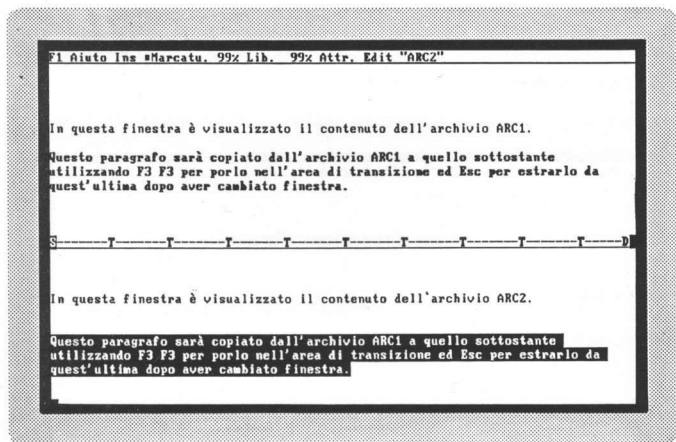 F1 Aiuto Ins ▪Marcatu. 99% Lib. 99% Attr. Edit "ARC2"
In questa finestra è visualizzato il contenuto dell'archivio ARC1.
Questo paragrafo sarà copiato dall'archivio ARC1 a quello sottostante
utilizzando F3 F3 per porlo nell'area di transizione ed Esc per estrarlo da
quest'ultima dopo aver cambiato finestra.
S-------T-------T-------T-------T-------T-------T-------T-------T-------T-----D
In questa finestra è visualizzato il contenuto dell'archivio ARC2.
Questo paragrafo sarà copiato dall'archivio ARC1 a quello sottostante
utilizzando F3 F3 per porlo nell'area di transizione ed Esc per estrarlo da
quest'ultima dopo aver cambiato finestra.